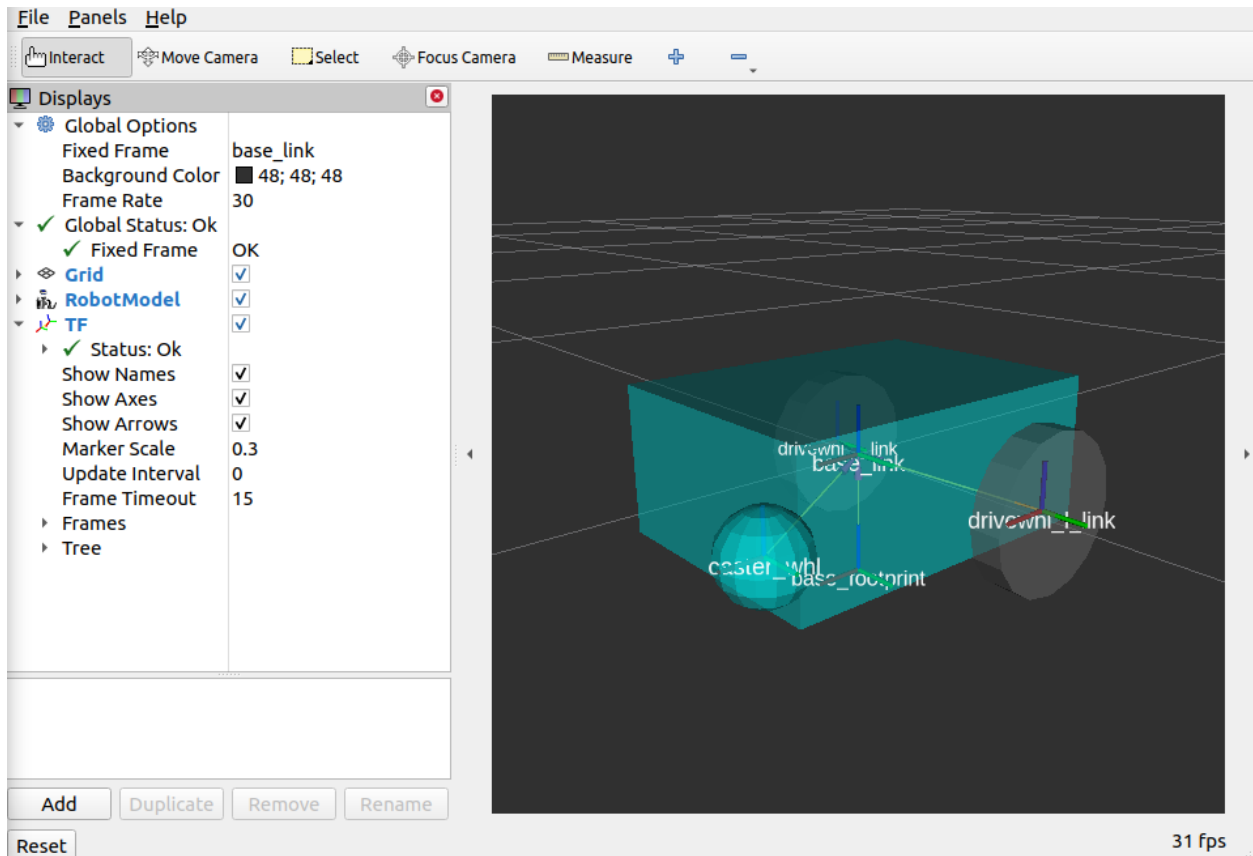 File Panels Help
Interact Move Camera Select Focus Camera Measure
Displays
Global Options
Fixed Frame base_link
Background Color 48; 48; 48
Frame Rate 30
Global Status: Ok
Fixed Frame OK
Grid
RobotModel
TF
Status: Ok
Show Names
Show Axes
Show Arrows
Marker Scale 0.3
Update Interval 0
Frame Timeout 15
Frames
Tree
link
base_link
drivewhl_l_link
caster_whl
base_footprint
Add Duplicate Remove Rename
Reset
31 fps